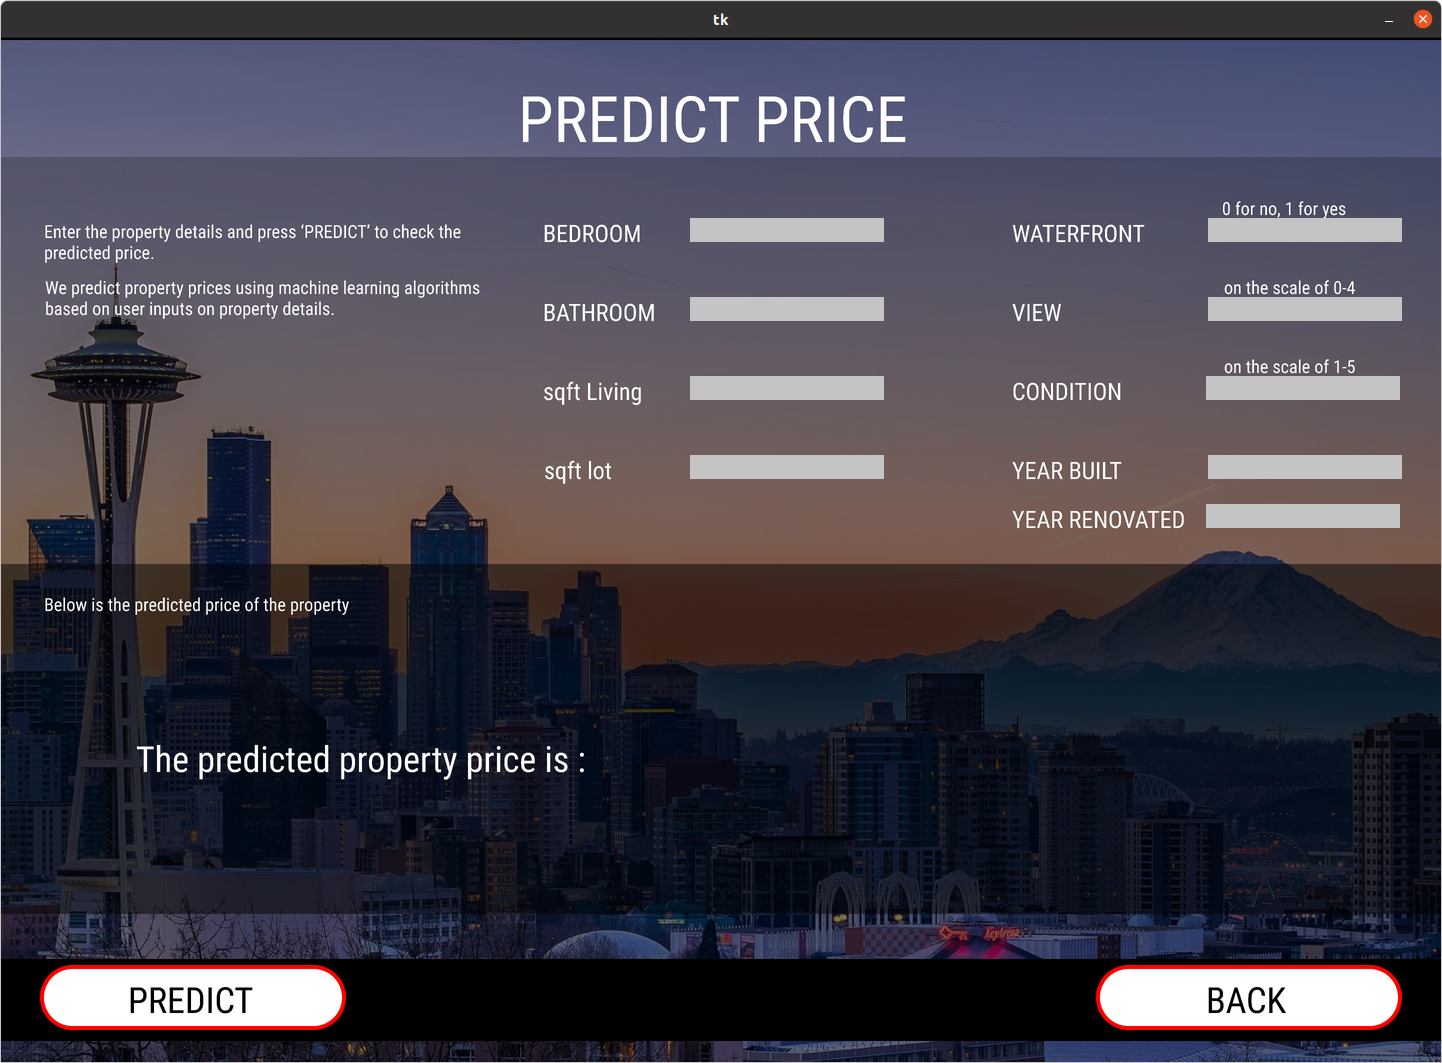 tk
PREDICT PRICE
Enter the property details and press ‘PREDICT’ to check the
predicted price.
We predict property prices using machine learning algorithms
based on user inputs on property details.
BEDROOM
BATHROOM
sqft Living
sqft lot
0 for no, 1 for yes
WATERFRONT
on the scale of 0-4
VIEW
on the scale of 1-5
CONDITION
YEAR BUILT
YEAR RENOVATED
Below is the predicted price of the property
The predicted property price is :
KeyArena
PREDICT
BACK